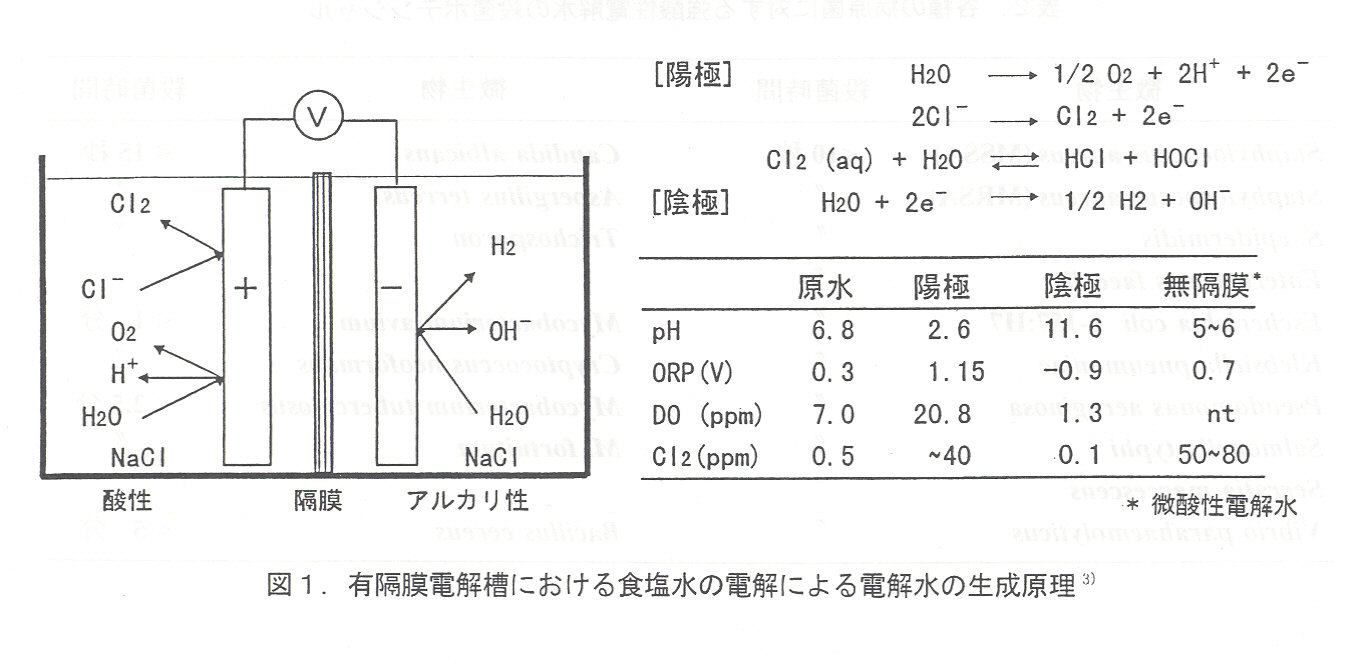 [陽極] H2O → 1/2 O2 + 2H⁺ + 2e⁻
2Cl⁻ → Cl2 + 2e⁻
Cl2 (aq) + H2O ⇄ HCl + HOCl
[陰極] H2O + 2e⁻ → 1/2 H2 + OH⁻
V
Cl2
Cl⁻
O2
H⁺
H2O
NaCl
+
−
H2
OH⁻
H2O
NaCl
酸性 隔膜 アルカリ性
原水 陽極 陰極 無隔膜*
pH 6.8 2.6 11.6 5~6
ORP(V) 0.3 1.15 -0.9 0.7
DO (ppm) 7.0 20.8 1.3 nt
Cl2(ppm) 0.5 ~40 0.1 50~80
* 微酸性電解水
図1. 有隔膜電解槽における食塩水の電解による電解水の生成原理 3)